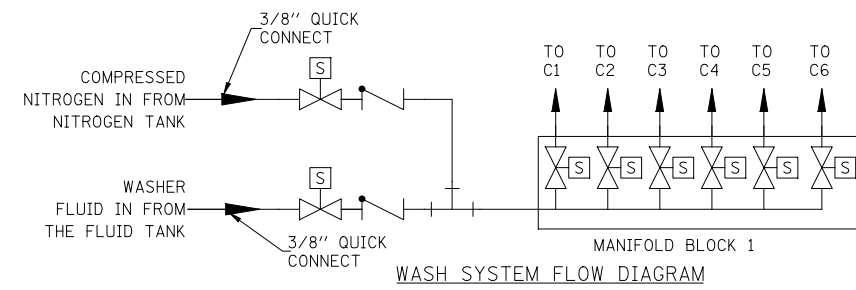 3/8″ QUICK
CONNECT
COMPRESSED
NITROGEN IN FROM
NITROGEN TANK
S
WASHER
FLUID IN FROM
THE FLUID TANK
S
3/8″ QUICK
CONNECT
TO TO TO TO TO TO
C1 C2 C3 C4 C5 C6
S S S S S S
MANIFOLD BLOCK 1
WASH SYSTEM FLOW DIAGRAM